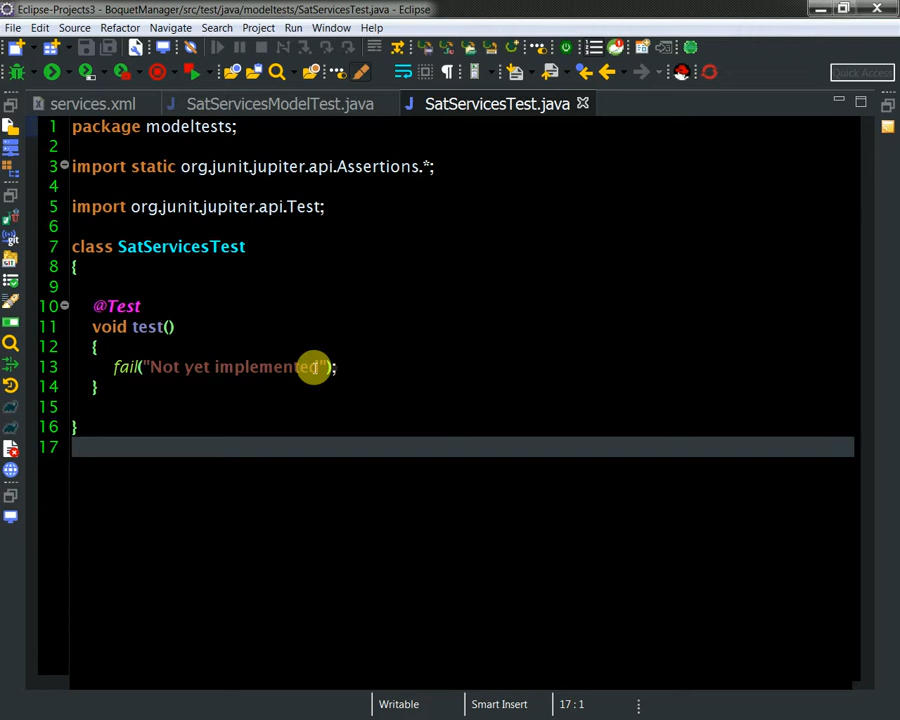 Eclipse-Projects3 - BoquetManager/src/test/java/modeltests/SatServicesTest.java - Eclipse
File Edit Source Refactor Navigate Search Project Run Window Help
Quick Access
services.xml SatServicesModelTest.java SatServicesTest.java
1 package modeltests;
2
3 import static org.junit.jupiter.api.Assertions.*;
4
5 import org.junit.jupiter.api.Test;
6
7 class SatServicesTest
8 {
9
10 @Test
11 void test()
12 {
13 fail("Not yet implemented");
14 }
15
16 }
17
Writable Smart Insert 17 : 1